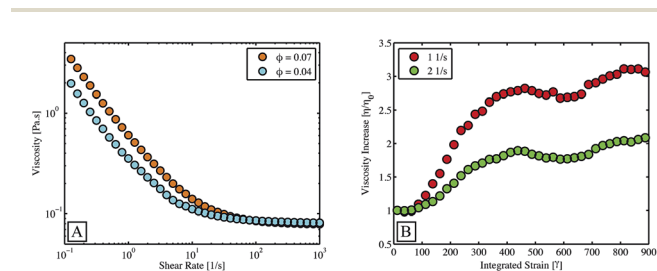 φ = 0.07
φ = 0.04
10⁰
10⁻¹
Viscosity [Pa.s]
A
10⁻¹ 10⁰ 10¹ 10² 10³
Shear Rate [1/s]
1 1/s
2 1/s
3.5
3
2.5
2
1.5
1
0.5
Viscosity Increase [η/η₀]
B
0 100 200 300 400 500 600 700 800 900
Integrated Strain [γ]